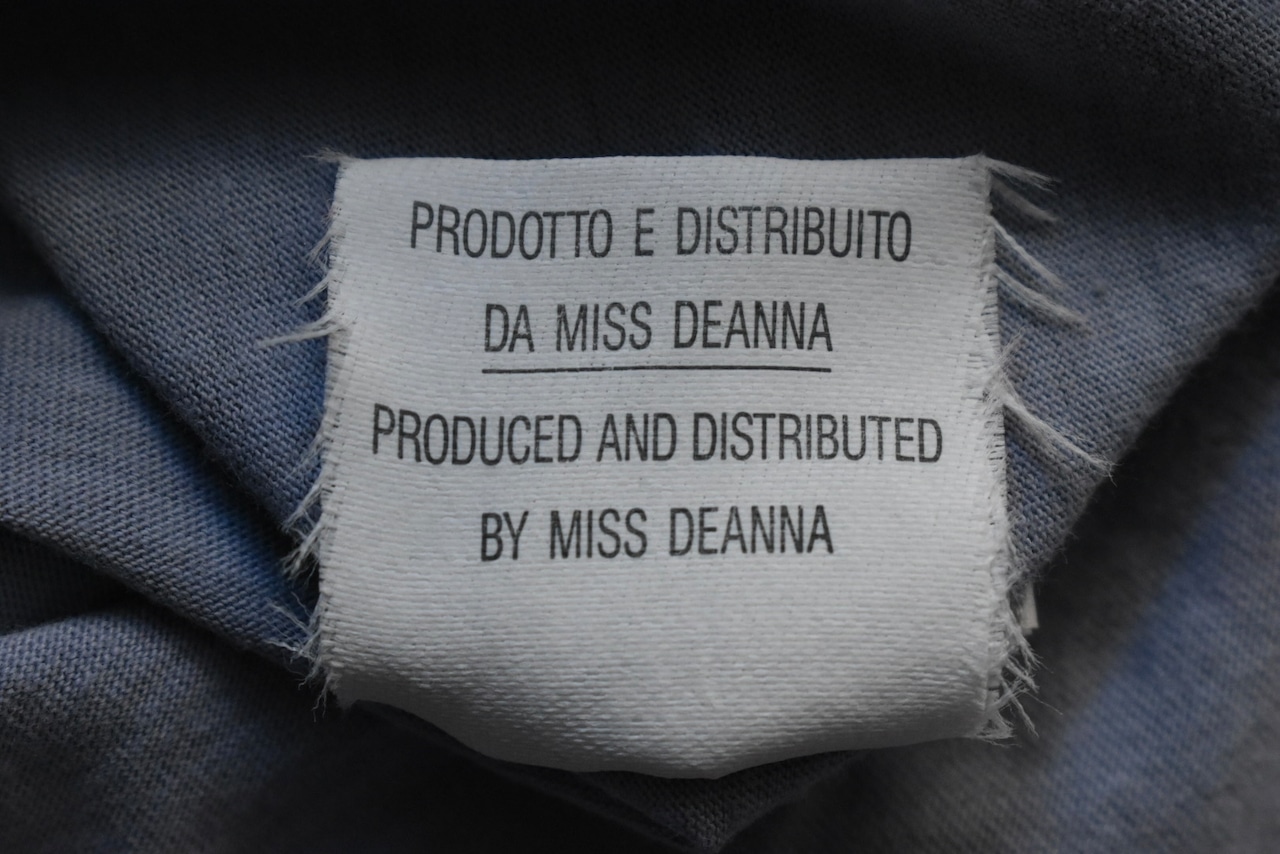 PRODOTTO E DISTRIBUITO
DA MISS DEANNA
PRODUCED AND DISTRIBUTED
BY MISS DEANNA